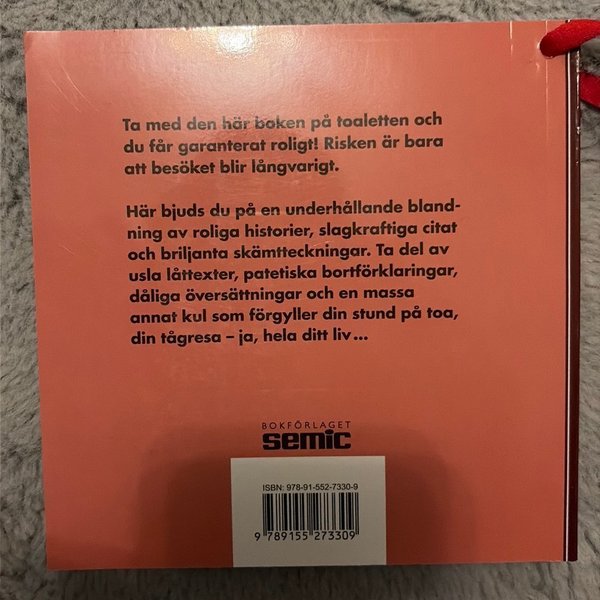 Ta med den här boken på toaletten och
du får garanterat roligt! Risken är bara
att besöket blir långvarigt.
Här bjuds du på en underhållande bland-
ning av roliga historier, slagkraftiga citat
och briljanta skämtteckningar. Ta del av
usla låttexter, patetiska bortförklaringar,
dåliga översättningar och en massa
annat kul som förgyller din stund på toa,
din tågresa – ja, hela ditt liv...
BOKFÖRLAGET
semic
ISBN: 978-91-552-7330-9
9 789155 273309